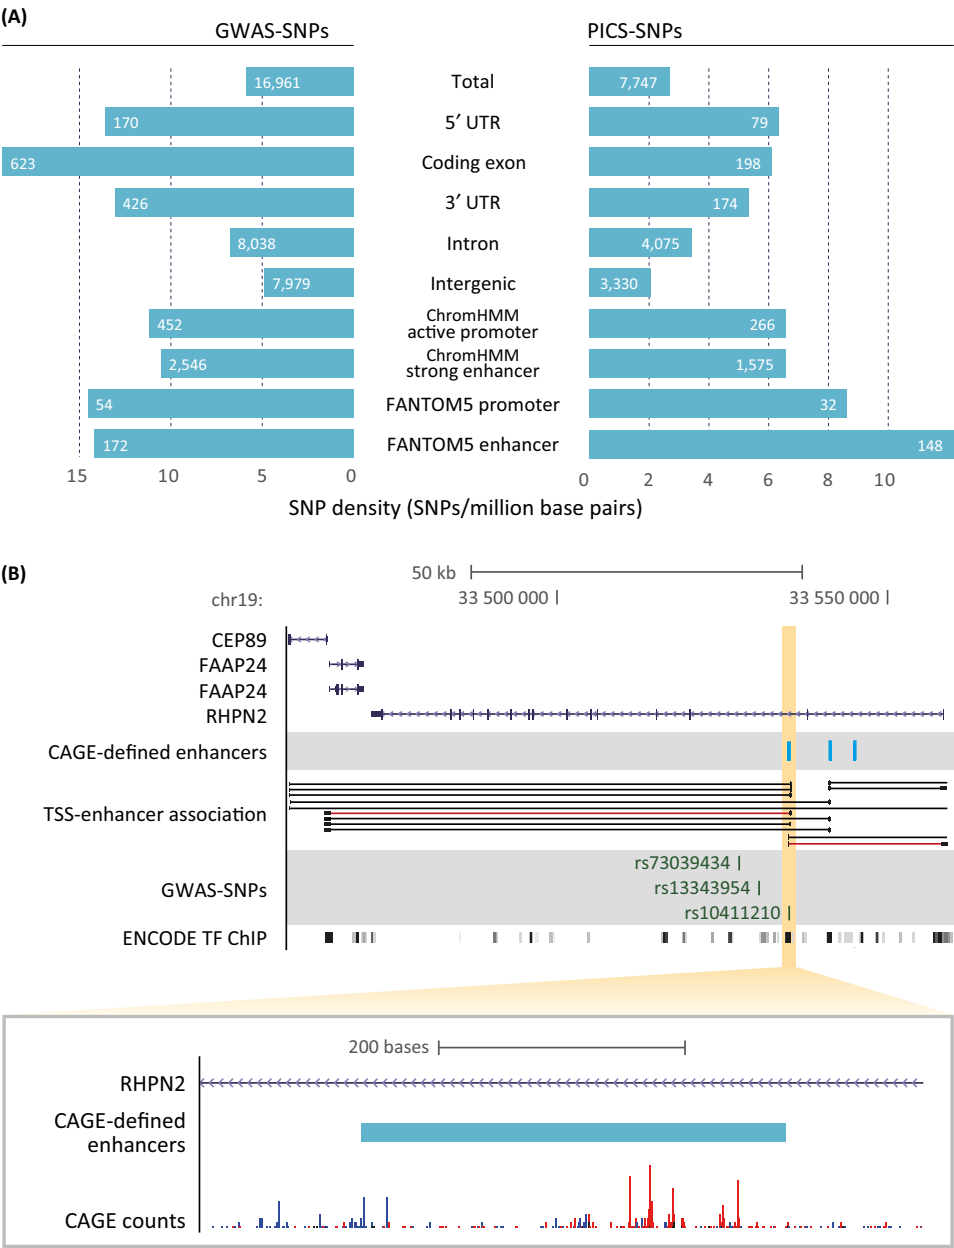 (A)
GWAS-SNPs PICS-SNPs
16,961 Total 7,747
170 5′ UTR 79
623 Coding exon 198
426 3′ UTR 174
8,038 Intron 4,075
7,979 Intergenic 3,330
ChromHMM
452 active promoter 266
ChromHMM
2,546 strong enhancer 1,575
54 FANTOM5 promoter 32
172 FANTOM5 enhancer 148
15 10 5 0 0 2 4 6 8 10
SNP density (SNPs/million base pairs)
(B)
50 kb
chr19: 33 500 000 33 550 000
CEP89
FAAP24
FAAP24
RHPN2
CAGE-defined enhancers
TSS-enhancer association
rs73039434
GWAS-SNPs rs13343954
rs10411210
ENCODE TF ChIP
200 bases
RHPN2
CAGE-defined
enhancers
CAGE counts